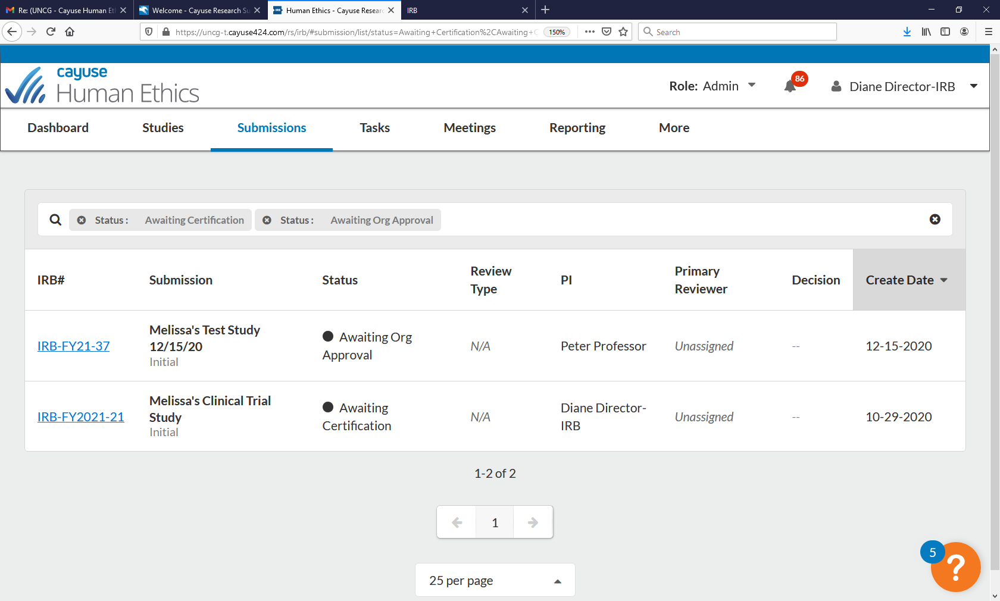 Re: (UNCG - Cayuse Human Et
Welcome - Cayuse Research Su
Human Ethics - Cayuse Researc
IRB
https://uncg-t.cayuse424.com/rs/irb/#submission/list/status=Awaiting+Certification%2CAwaiting+
150%
Search
cayuse
Human Ethics
Role: Admin
86
Diane Director-IRB
Dashboard
Studies
Submissions
Tasks
Meetings
Reporting
More
Status : Awaiting Certification
Status : Awaiting Org Approval
IRB#
Submission
Status
Review
Type
PI
Primary
Reviewer
Decision
Create Date
IRB-FY21-37
Melissa's Test Study
12/15/20
Initial
Awaiting Org
Approval
N/A
Peter Professor
Unassigned
--
12-15-2020
IRB-FY2021-21
Melissa's Clinical Trial
Study
Initial
Awaiting
Certification
N/A
Diane Director-
IRB
Unassigned
--
10-29-2020
1-2 of 2
1
25 per page
5
?